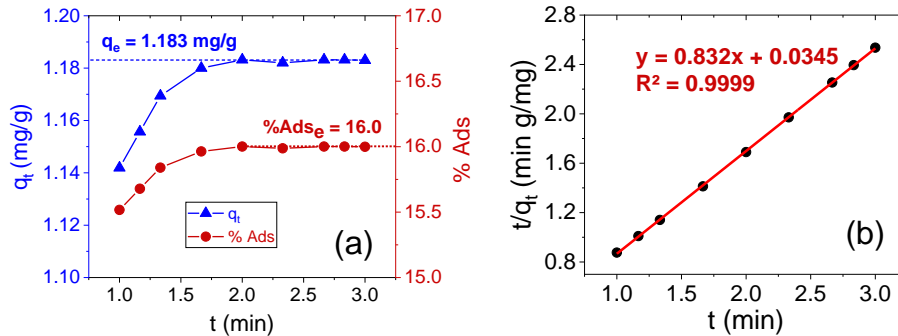 q_e = 1.183 mg/g
%Ads_e = 16.0
q_t
% Ads
(a)
1.20
1.18
1.16
1.14
1.12
1.10
q_t (mg/g)
17.0
16.5
16.0
15.5
15.0
% Ads
1.0 1.5 2.0 2.5 3.0
t (min)
y = 0.832x + 0.0345
R² = 0.9999
(b)
2.8
2.4
2.0
1.6
1.2
0.8
t/q_t (min g/mg)
1.0 1.5 2.0 2.5 3.0
t (min)